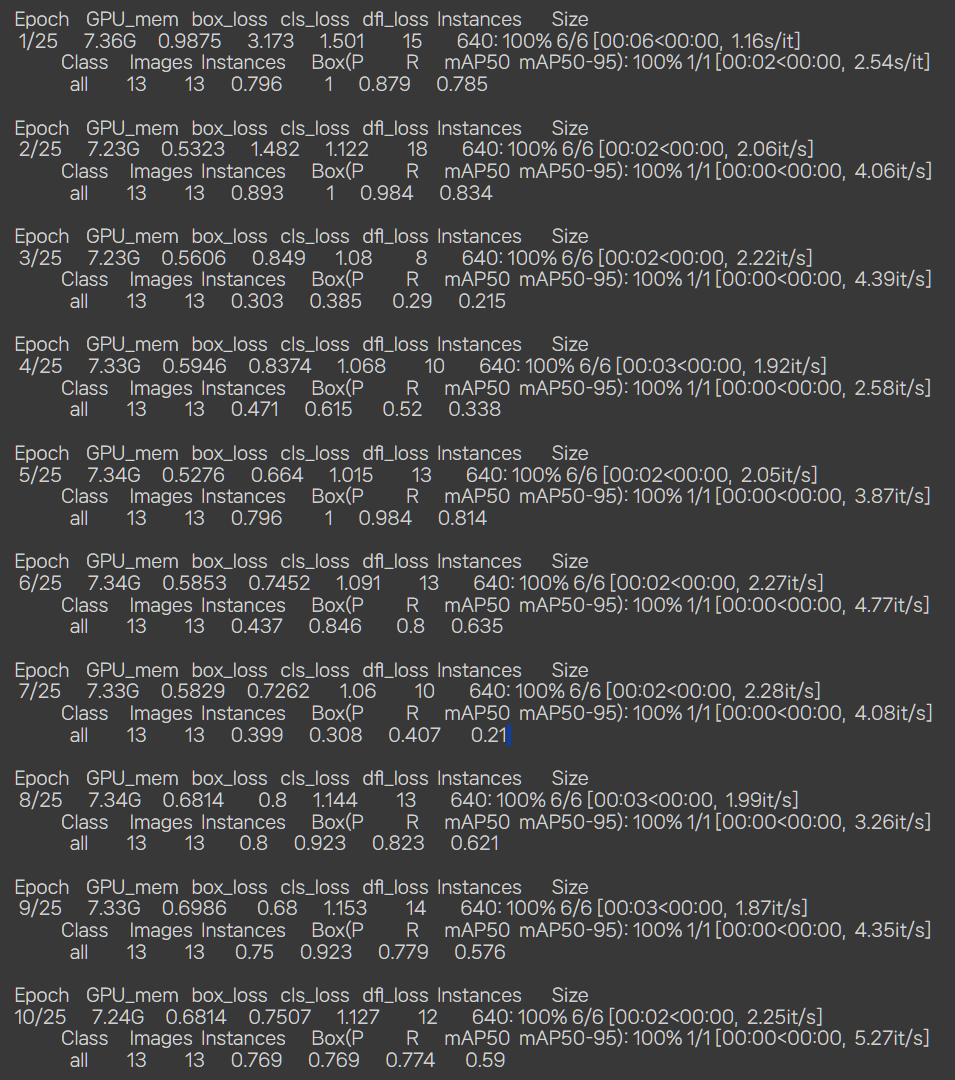 Epoch GPU_mem box_loss cls_loss dfl_loss Instances Size
1/25 7.36G 0.9875 3.173 1.501 15 640: 100% 6/6 [00:06<00:00, 1.16s/it]
Class Images Instances Box(P R mAP50 mAP50-95): 100% 1/1 [00:02<00:00, 2.54s/it]
all 13 13 0.796 1 0.879 0.785
Epoch GPU_mem box_loss cls_loss dfl_loss Instances Size
2/25 7.23G 0.5323 1.482 1.122 18 640: 100% 6/6 [00:02<00:00, 2.06it/s]
Class Images Instances Box(P R mAP50 mAP50-95): 100% 1/1 [00:00<00:00, 4.06it/s]
all 13 13 0.893 1 0.984 0.834
Epoch GPU_mem box_loss cls_loss dfl_loss Instances Size
3/25 7.23G 0.5606 0.849 1.08 8 640: 100% 6/6 [00:02<00:00, 2.22it/s]
Class Images Instances Box(P R mAP50 mAP50-95): 100% 1/1 [00:00<00:00, 4.39it/s]
all 13 13 0.303 0.385 0.29 0.215
Epoch GPU_mem box_loss cls_loss dfl_loss Instances Size
4/25 7.33G 0.5946 0.8374 1.068 10 640: 100% 6/6 [00:03<00:00, 1.92it/s]
Class Images Instances Box(P R mAP50 mAP50-95): 100% 1/1 [00:00<00:00, 2.58it/s]
all 13 13 0.471 0.615 0.52 0.338
Epoch GPU_mem box_loss cls_loss dfl_loss Instances Size
5/25 7.34G 0.5276 0.664 1.015 13 640: 100% 6/6 [00:02<00:00, 2.05it/s]
Class Images Instances Box(P R mAP50 mAP50-95): 100% 1/1 [00:00<00:00, 3.87it/s]
all 13 13 0.796 1 0.984 0.814
Epoch GPU_mem box_loss cls_loss dfl_loss Instances Size
6/25 7.34G 0.5853 0.7452 1.091 13 640: 100% 6/6 [00:02<00:00, 2.27it/s]
Class Images Instances Box(P R mAP50 mAP50-95): 100% 1/1 [00:00<00:00, 4.77it/s]
all 13 13 0.437 0.846 0.8 0.635
Epoch GPU_mem box_loss cls_loss dfl_loss Instances Size
7/25 7.33G 0.5829 0.7262 1.06 10 640: 100% 6/6 [00:02<00:00, 2.28it/s]
Class Images Instances Box(P R mAP50 mAP50-95): 100% 1/1 [00:00<00:00, 4.08it/s]
all 13 13 0.399 0.308 0.407 0.21
Epoch GPU_mem box_loss cls_loss dfl_loss Instances Size
8/25 7.34G 0.6814 0.8 1.144 13 640: 100% 6/6 [00:03<00:00, 1.99it/s]
Class Images Instances Box(P R mAP50 mAP50-95): 100% 1/1 [00:00<00:00, 3.26it/s]
all 13 13 0.8 0.923 0.823 0.621
Epoch GPU_mem box_loss cls_loss dfl_loss Instances Size
9/25 7.33G 0.6986 0.68 1.153 14 640: 100% 6/6 [00:03<00:00, 1.87it/s]
Class Images Instances Box(P R mAP50 mAP50-95): 100% 1/1 [00:00<00:00, 4.35it/s]
all 13 13 0.75 0.923 0.779 0.576
Epoch GPU_mem box_loss cls_loss dfl_loss Instances Size
10/25 7.24G 0.6814 0.7507 1.127 12 640: 100% 6/6 [00:02<00:00, 2.25it/s]
Class Images Instances Box(P R mAP50 mAP50-95): 100% 1/1 [00:00<00:00, 5.27it/s]
all 13 13 0.769 0.769 0.774 0.59